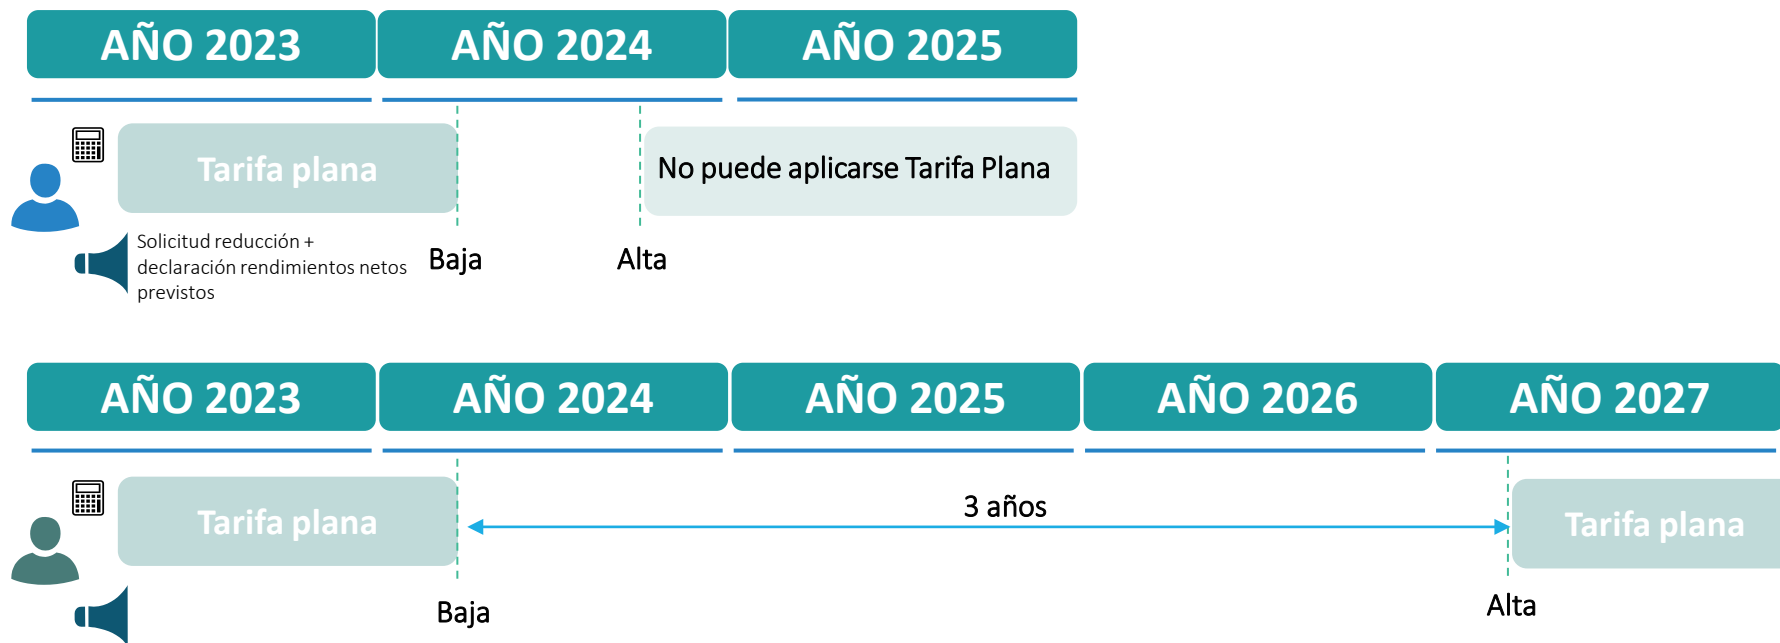 AÑO 2023
AÑO 2024
AÑO 2025
Tarifa plana
No puede aplicarse Tarifa Plana
Solicitud reducción +
declaración rendimientos netos
previstos
Baja
Alta
AÑO 2023
AÑO 2024
AÑO 2025
AÑO 2026
AÑO 2027
Tarifa plana
3 años
Tarifa plana
Baja
Alta